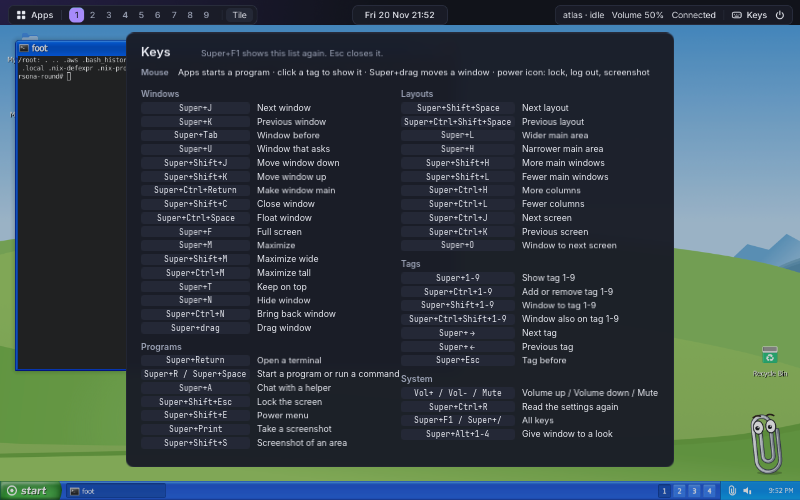 Apps 1 2 3 4 5 6 7 8 9 Tile Fri 20 Nov 21:52 atlas · idle Volume 50% Connected Keys
foot
/root: . .. .aws .bash_histor
.local .nix-defexpr .nix-pro
rsona-round#
Keys Super+F1 shows this list again. Esc closes it.
Mouse Apps starts a program · click a tag to show it · Super+drag moves a window · power icon: lock, log out, screenshot
Windows
Super+J Next window
Super+K Previous window
Super+Tab Window before
Super+U Window that asks
Super+Shift+J Move window down
Super+Shift+K Move window up
Super+Ctrl+Return Make window main
Super+Shift+C Close window
Super+Ctrl+Space Float window
Super+F Full screen
Super+M Maximize
Super+Shift+M Maximize wide
Super+Ctrl+M Maximize tall
Super+T Keep on top
Super+N Hide window
Super+Ctrl+N Bring back window
Super+drag Drag window
Programs
Super+Return Open a terminal
Super+R / Super+Space Start a program or run a command
Super+A Chat with a helper
Super+Shift+Esc Lock the screen
Super+Shift+E Power menu
Super+Print Take a screenshot
Super+Shift+S Screenshot of an area
Layouts
Super+Shift+Space Next layout
Super+Ctrl+Shift+Space Previous layout
Super+L Wider main area
Super+H Narrower main area
Super+Shift+H More main windows
Super+Shift+L Fewer main windows
Super+Ctrl+H More columns
Super+Ctrl+L Fewer columns
Super+Ctrl+J Next screen
Super+Ctrl+K Previous screen
Super+O Window to next screen
Tags
Super+1-9 Show tag 1-9
Super+Ctrl+1-9 Add or remove tag 1-9
Super+Shift+1-9 Window to tag 1-9
Super+Ctrl+Shift+1-9 Window also on tag 1-9
Super+→ Next tag
Super+← Previous tag
Super+Esc Tag before
System
Vol+ / Vol- / Mute Volume up / Volume down / Mute
Super+Ctrl+R Read the settings again
Super+F1 / Super+/ All keys
Super+Alt+1-4 Give window to a look
Recycle Bin
start foot 1 2 3 4 9:52 PM